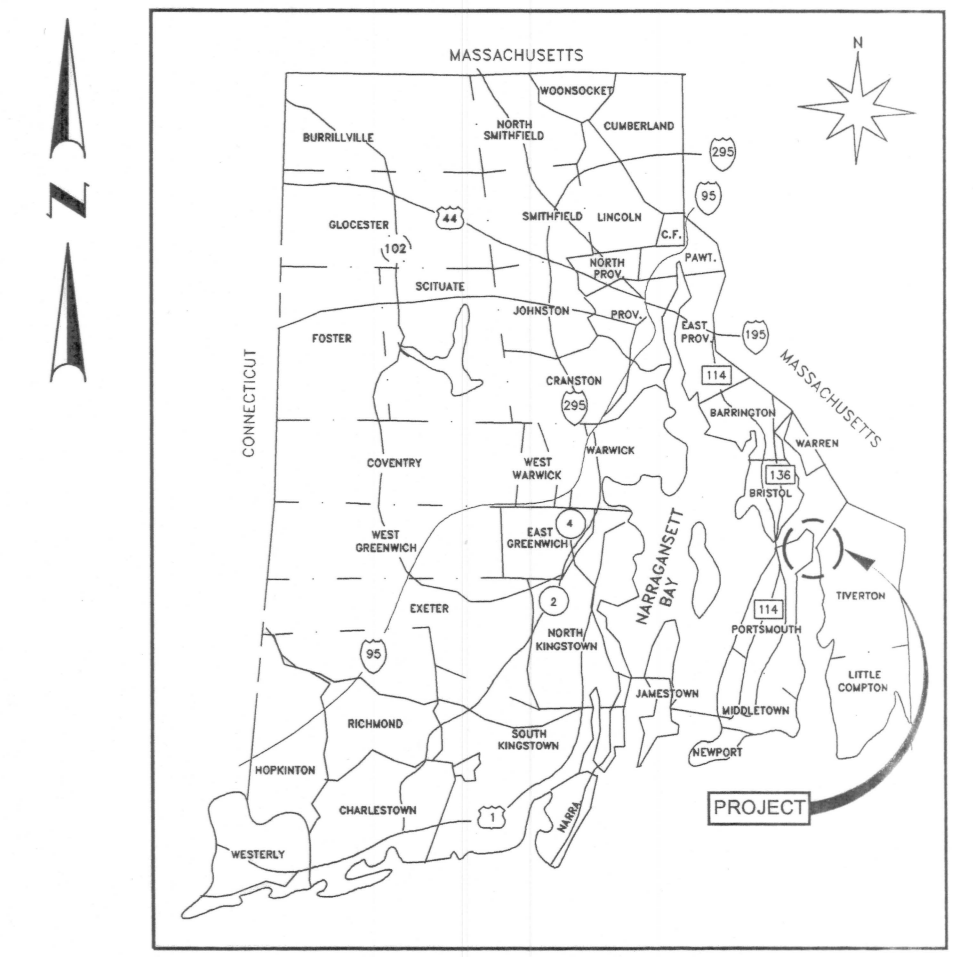 MASSACHUSETTS
N
WOONSOCKET
NORTH
SMITHFIELD
CUMBERLAND
BURRILLVILLE
295
95
Z
GLOCESTER
44
SMITHFIELD
LINCOLN
C.F.
102
NORTH
PROV.
PAWT.
SCITUATE
JOHNSTON
PROV.
EAST
PROV.
195
FOSTER
MASSACHUSETTS
CONNECTICUT
114
CRANSTON
295
BARRINGTON
WARREN
COVENTRY
WEST
WARWICK
WARWICK
136
BRISTOL
4
WEST
GREENWICH
EAST
GREENWICH
NARRAGANSETT
BAY
TIVERTON
2
EXETER
114
PORTSMOUTH
NORTH
KINGSTOWN
95
LITTLE
COMPTON
JAMESTOWN
MIDDLETOWN
RICHMOND
SOUTH
KINGSTOWN
NEWPORT
HOPKINTON
PROJECT
CHARLESTOWN
1
NARRA.
WESTERLY